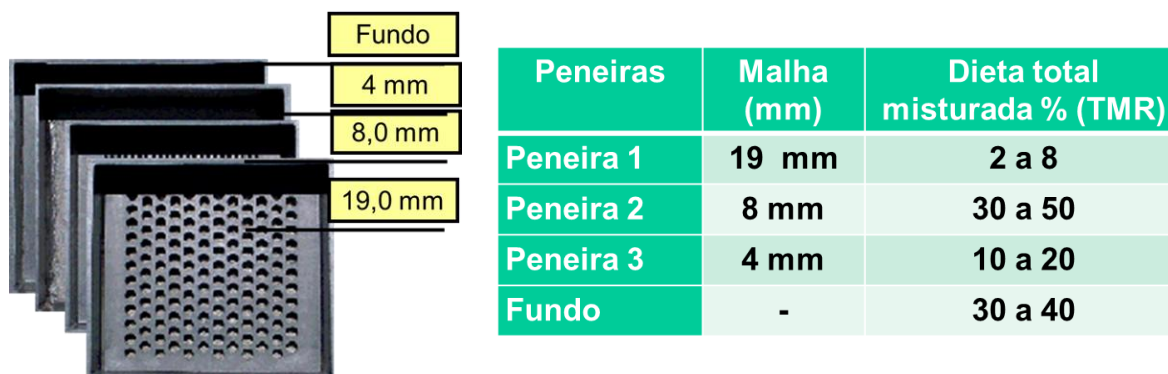 Fundo
4 mm
8,0 mm
19,0 mm
Peneiras Malha (mm) Dieta total misturada % (TMR)
Peneira 1 19 mm 2 a 8
Peneira 2 8 mm 30 a 50
Peneira 3 4 mm 10 a 20
Fundo - 30 a 40